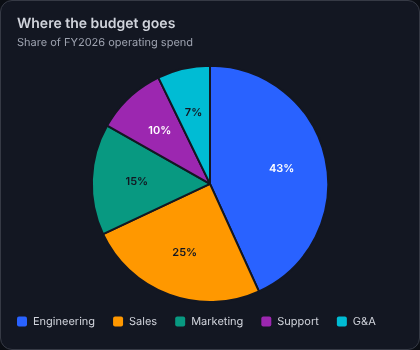 Where the budget goes
Share of FY2026 operating spend
7%
10%
43%
15%
25%
Engineering Sales Marketing Support G&A